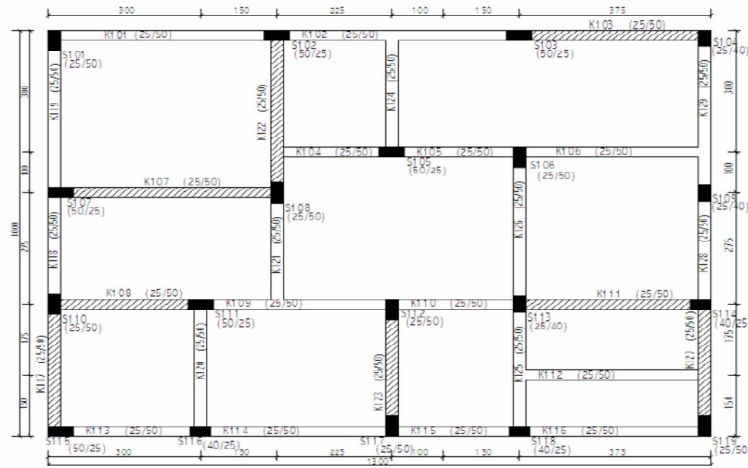 300 150 225 100 150 375
K101 (25/50) K102 (25/50) K103 (25/50)
S101 (25/50)
S102 (50/25)
S103 (50/25)
S104 (25/40)
K119 (25/50)
K122 (25/50)
K124 (25/50)
K129 (25/50)
300
300
K104 (25/50) K105 (25/50) K106 (25/50)
S105 (50/25)
S106 (25/50)
100
100
K107 (25/50)
S107 (50/25)
S108 (25/50)
S109 (25/40)
K118 (25/50)
K121 (25/50)
K126 (25/50)
K128 (25/50)
275
275
K108 (25/50) K109 (25/50) K110 (25/50) K111 (25/50)
S110 (25/50)
S111 (50/25)
S112 (25/50)
S113 (25/40)
S114 (40/25)
K117 (25/50)
K120 (25/50)
K123 (25/50)
K125 (25/50)
K127 (25/50)
175
175
K112 (25/50)
150
150
K113 (25/50) K114 (25/50) K115 (25/50) K116 (25/50)
S115 (50/25)
S116 (40/25)
S117 (25/50)
S118 (40/25)
S119 (25/50)
300 150 225 100 150 375
13.00